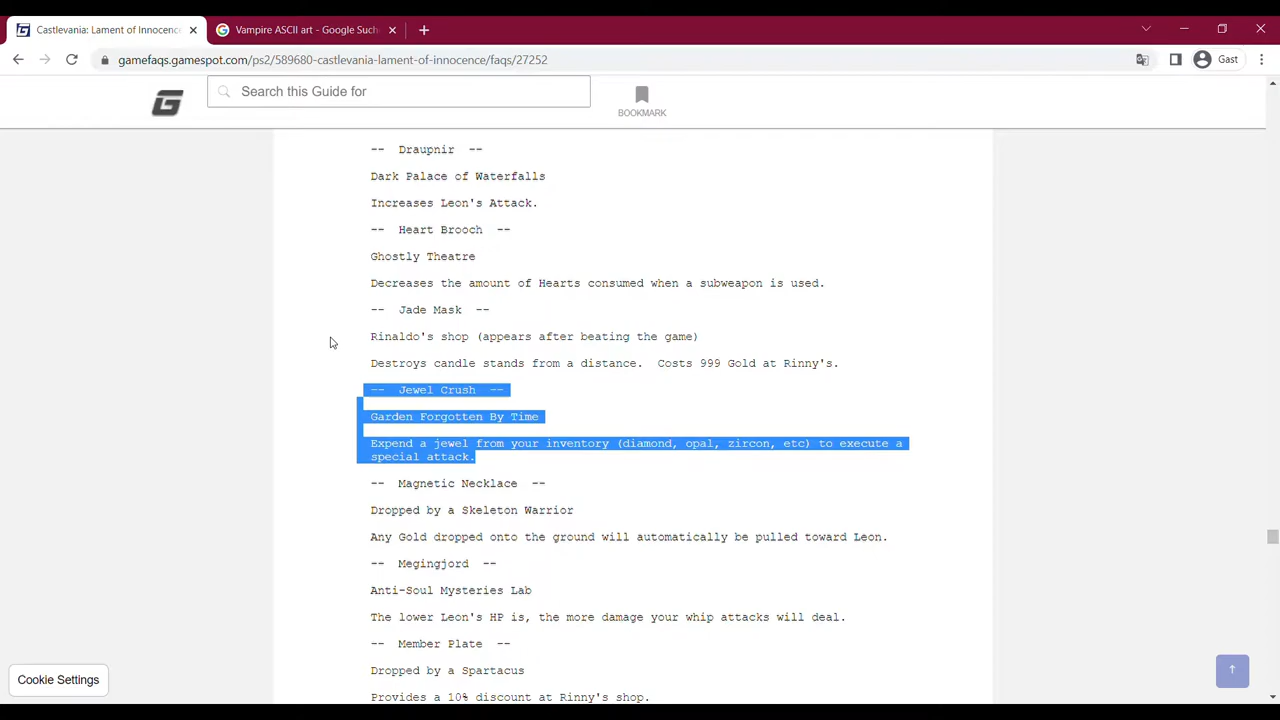 Castlevania: Lament of Innocence
Vampire ASCII art - Google Such
gamefaqs.gamespot.com/ps2/589680-castlevania-lament-of-innocence/faqs/27252
Gast
Search this Guide for
BOOKMARK
-- Draupnir --
Dark Palace of Waterfalls
Increases Leon's Attack.
-- Heart Brooch --
Ghostly Theatre
Decreases the amount of Hearts consumed when a subweapon is used.
-- Jade Mask --
Rinaldo's shop (appears after beating the game)
Destroys candle stands from a distance.  Costs 999 Gold at Rinny's.
-- Jewel Crush --
Garden Forgotten By Time
Expend a jewel from your inventory (diamond, opal, zircon, etc) to execute a
special attack.
-- Magnetic Necklace --
Dropped by a Skeleton Warrior
Any Gold dropped onto the ground will automatically be pulled toward Leon.
-- Megingjord --
Anti-Soul Mysteries Lab
The lower Leon's HP is, the more damage your whip attacks will deal.
-- Member Plate --
Dropped by a Spartacus
Provides a 10% discount at Rinny's shop.
Cookie Settings